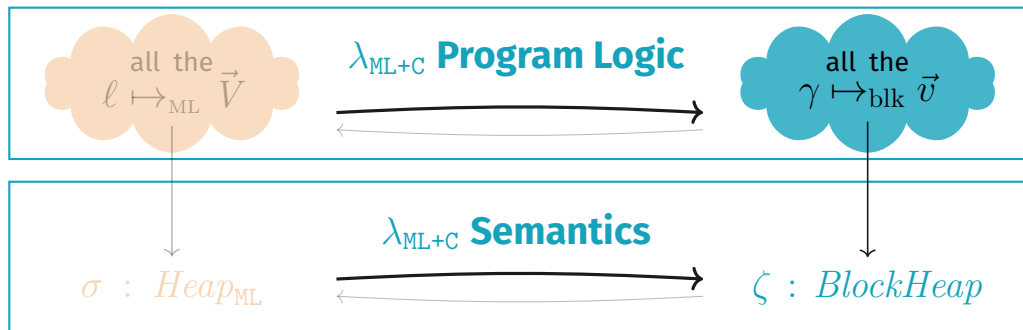 all the
ℓ ↦ML V⃗
λML+C Program Logic
all the
γ ↦blk v⃗
λML+C Semantics
σ : HeapML
ζ : BlockHeap